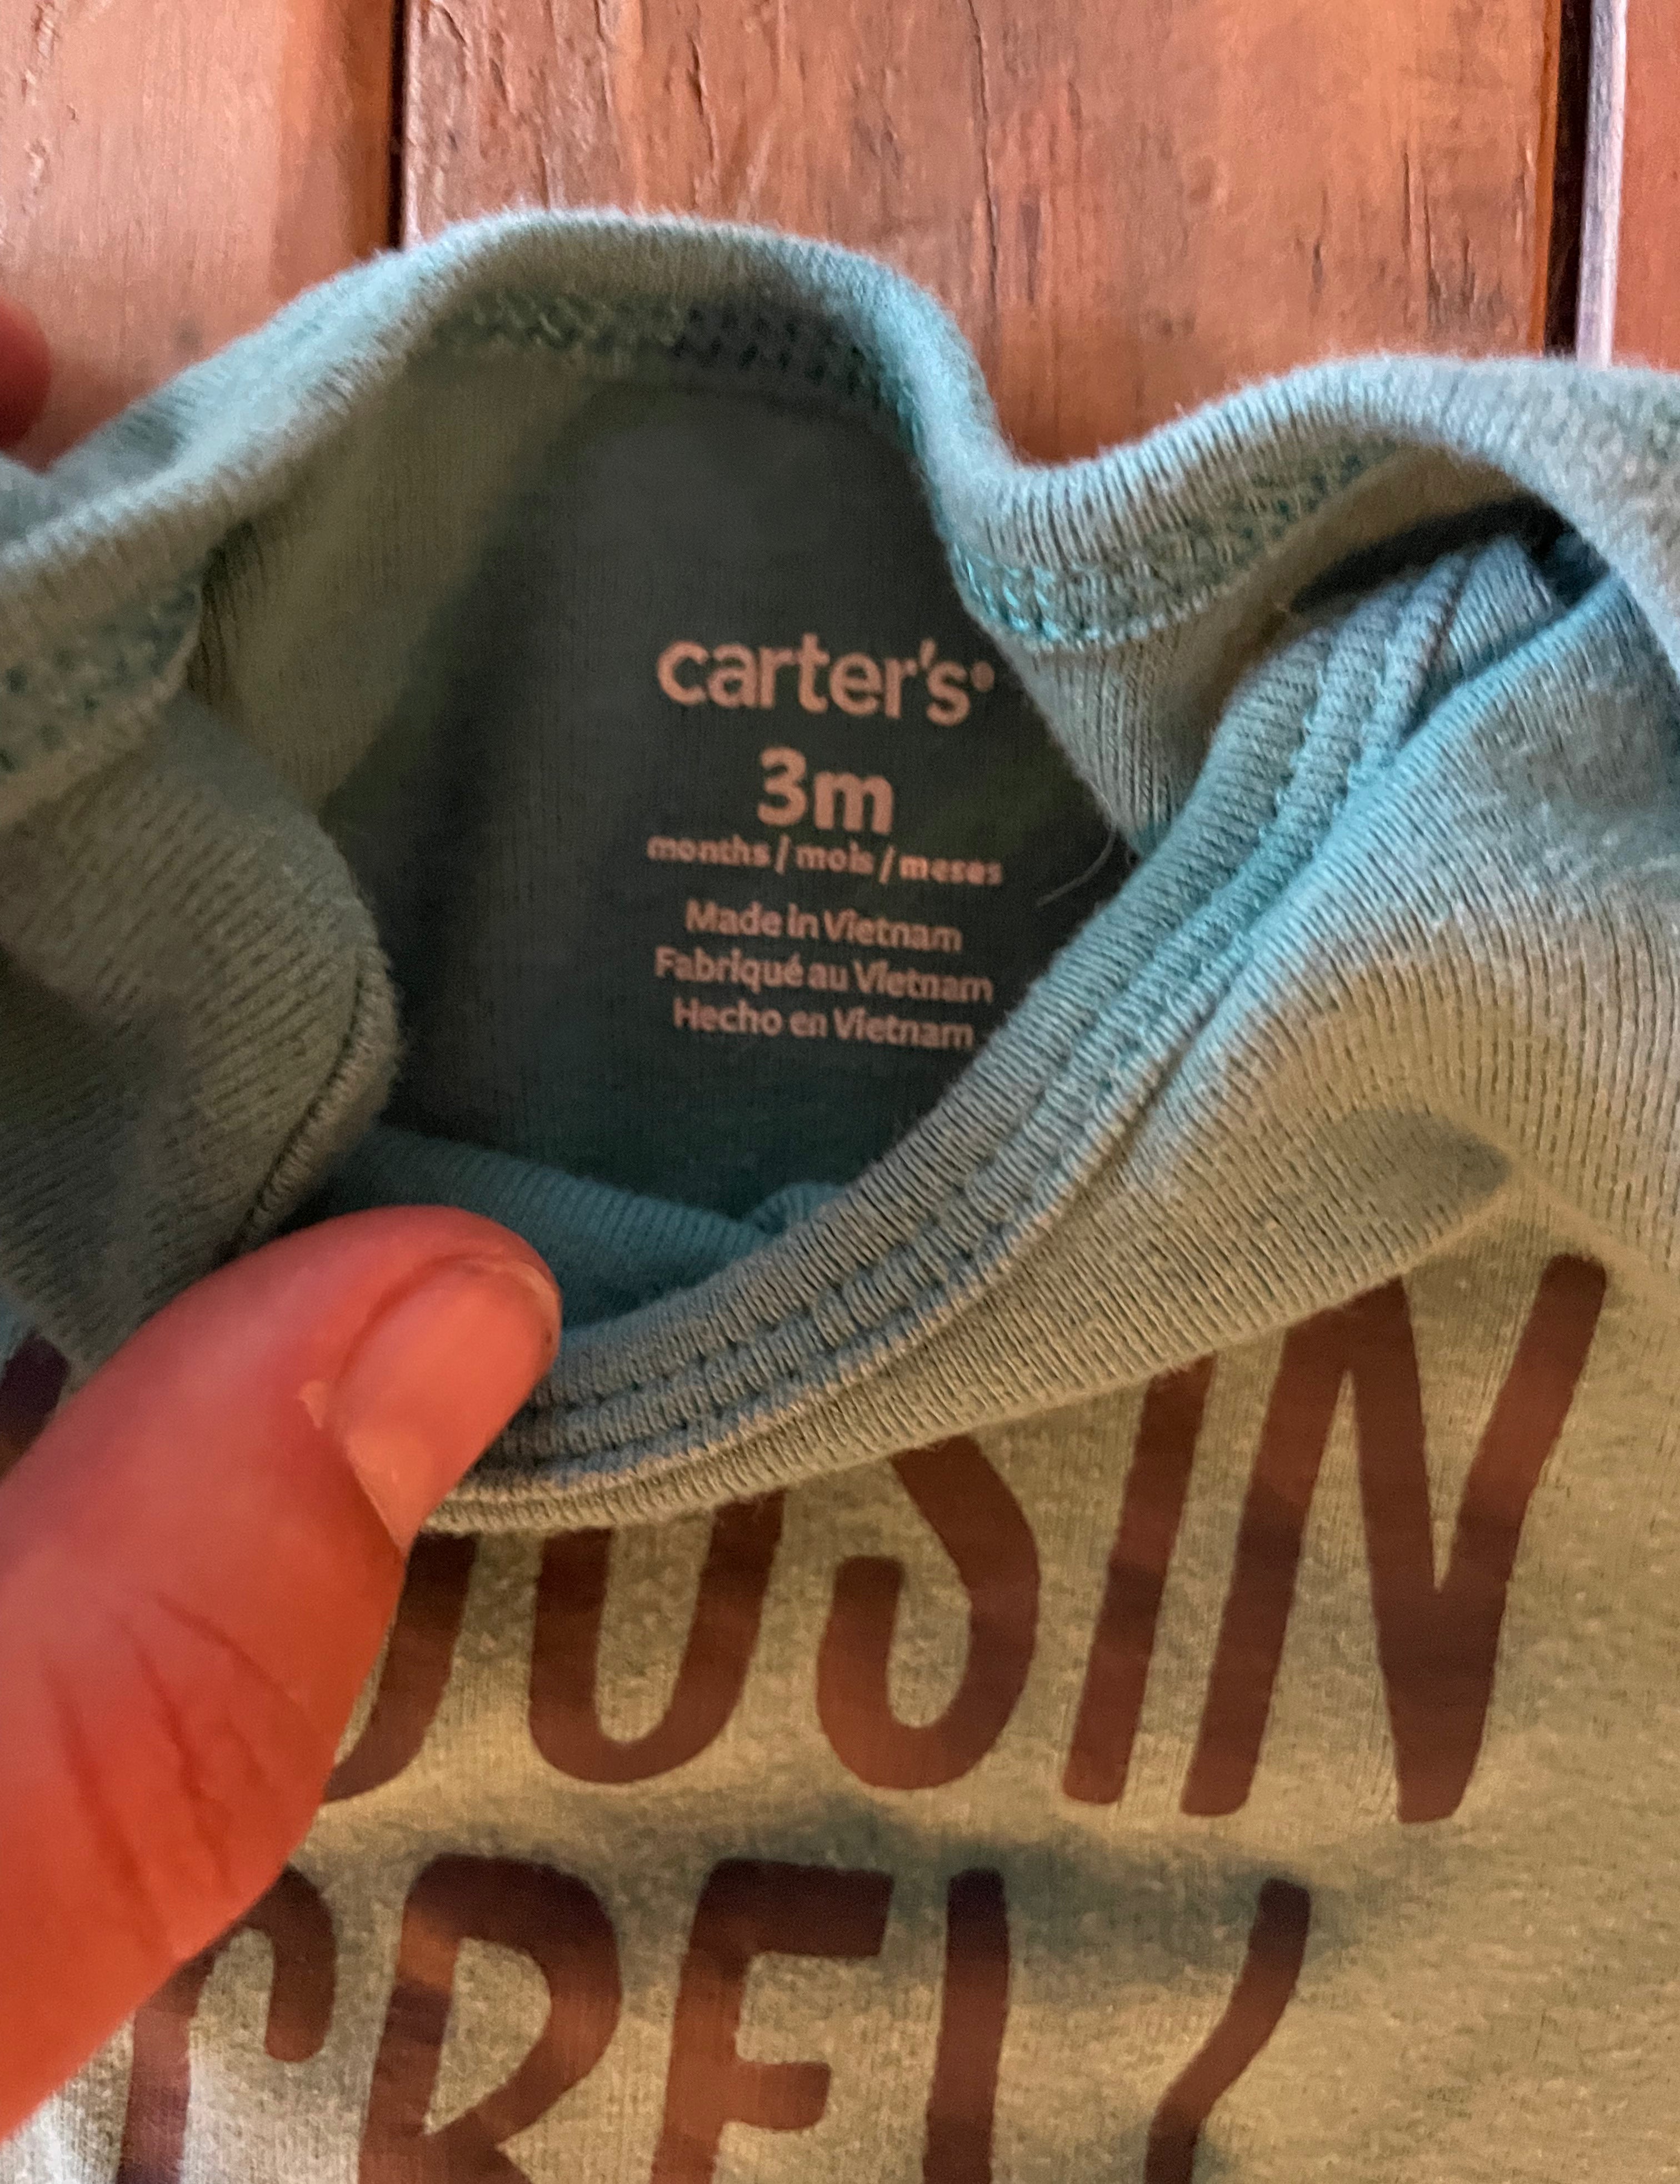 carter's®
3m
months / mois / meses
Made in Vietnam
Fabriqué au Vietnam
Hecho en Vietnam